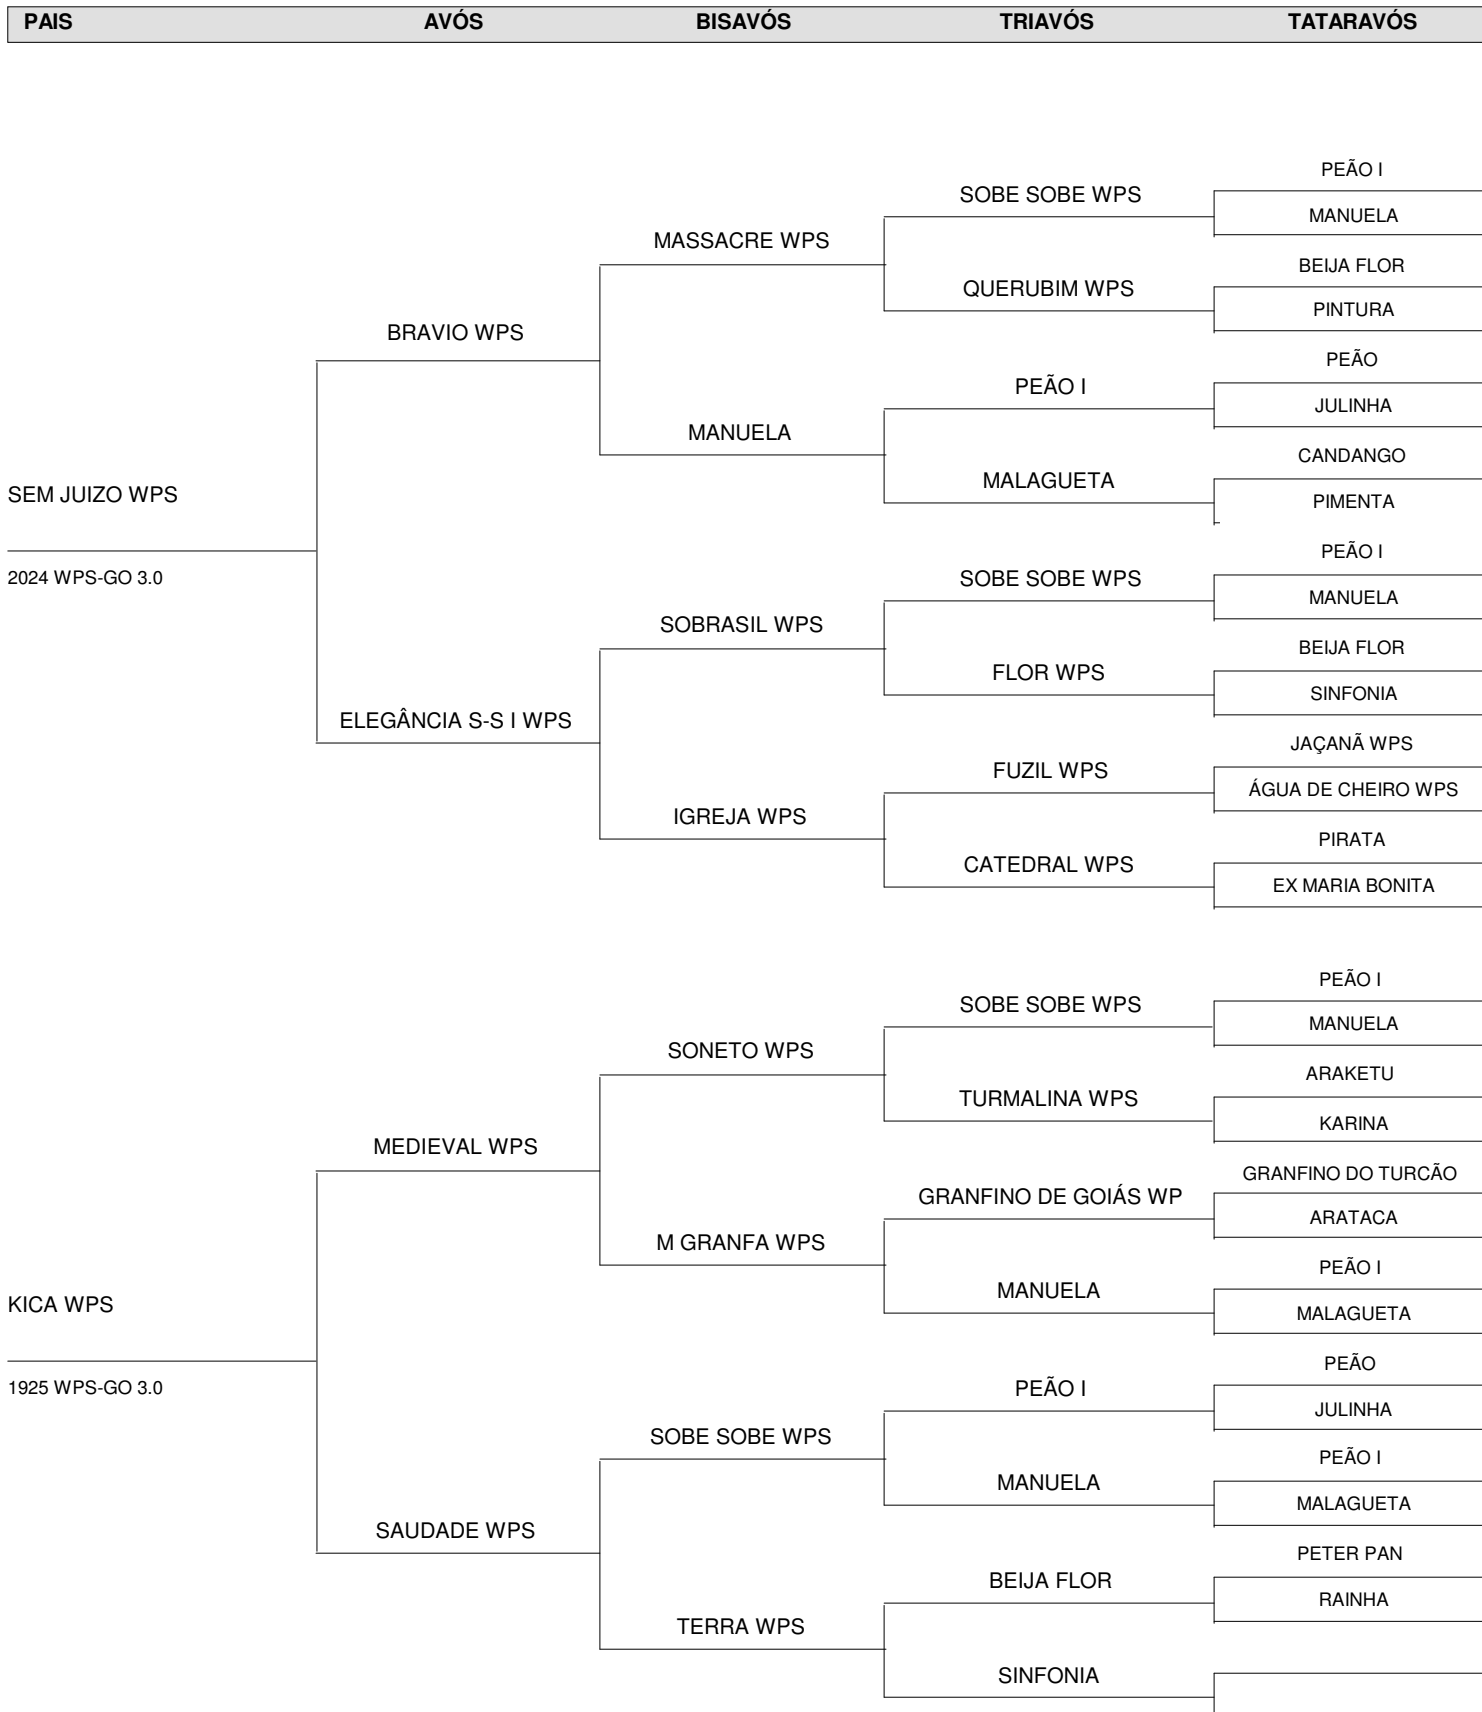 PAIS AVÓS BISAVÓS TRIAVÓS TATARAVÓS
PEÃO I
SOBE SOBE WPS
MANUELA
MASSACRE WPS
BEIJA FLOR
QUERUBIM WPS
PINTURA
BRAVIO WPS
PEÃO
PEÃO I
JULINHA
MANUELA
CANDANGO
MALAGUETA
PIMENTA
SEM JUIZO WPS
2024 WPS-GO 3.0
PEÃO I
SOBE SOBE WPS
MANUELA
SOBRASIL WPS
BEIJA FLOR
FLOR WPS
SINFONIA
ELEGÂNCIA S-S I WPS
JAÇANÃ WPS
FUZIL WPS
ÁGUA DE CHEIRO WPS
IGREJA WPS
PIRATA
CATEDRAL WPS
EX MARIA BONITA
PEÃO I
SOBE SOBE WPS
MANUELA
SONETO WPS
ARAKETU
TURMALINA WPS
KARINA
MEDIEVAL WPS
GRANFINO DO TURCÃO
GRANFINO DE GOIÁS WP
ARATACA
M GRANFA WPS
PEÃO I
MANUELA
MALAGUETA
KICA WPS
1925 WPS-GO 3.0
PEÃO
PEÃO I
JULINHA
SOBE SOBE WPS
PEÃO I
MANUELA
MALAGUETA
SAUDADE WPS
PETER PAN
BEIJA FLOR
RAINHA
TERRA WPS
SINFONIA